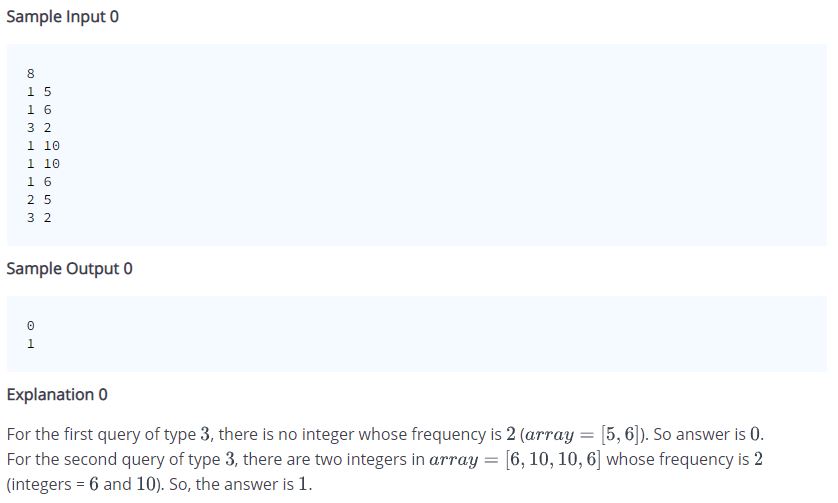 Sample Input 0
8
1 5
1 6
3 2
1 10
1 10
1 6
2 5
3 2
Sample Output 0
0
1
Explanation 0
For the first query of type 3, there is no integer whose frequency is 2 (array = [5, 6]). So answer is 0.
For the second query of type 3, there are two integers in array = [6, 10, 10, 6] whose frequency is 2
(integers = 6 and 10). So, the answer is 1.